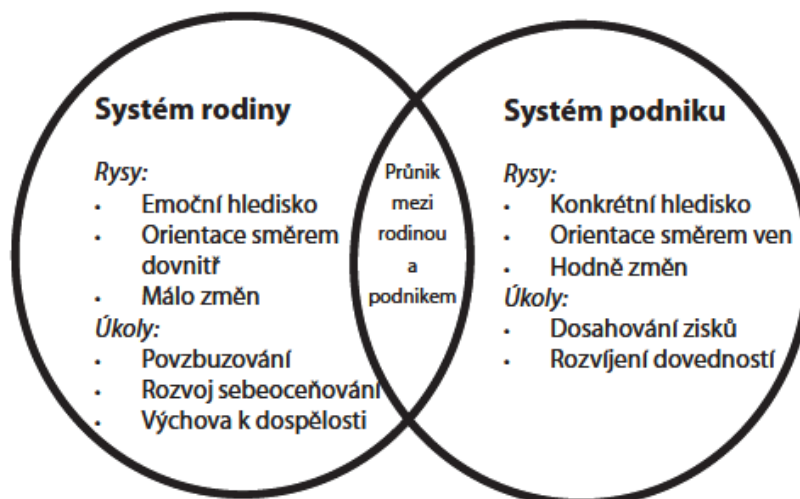 Systém rodiny
Rysy:
• Emoční hledisko
• Orientace směrem
dovnitř
• Málo změn
Úkoly:
• Povzbuzování
• Rozvoj sebeoceňování
• Výchova k dospělosti
Průnik
mezi
rodinou
a
podnikem
Systém podniku
Rysy:
• Konkrétní hledisko
• Orientace směrem ven
• Hodně změn
Úkoly:
• Dosahování zisků
• Rozvíjení dovedností